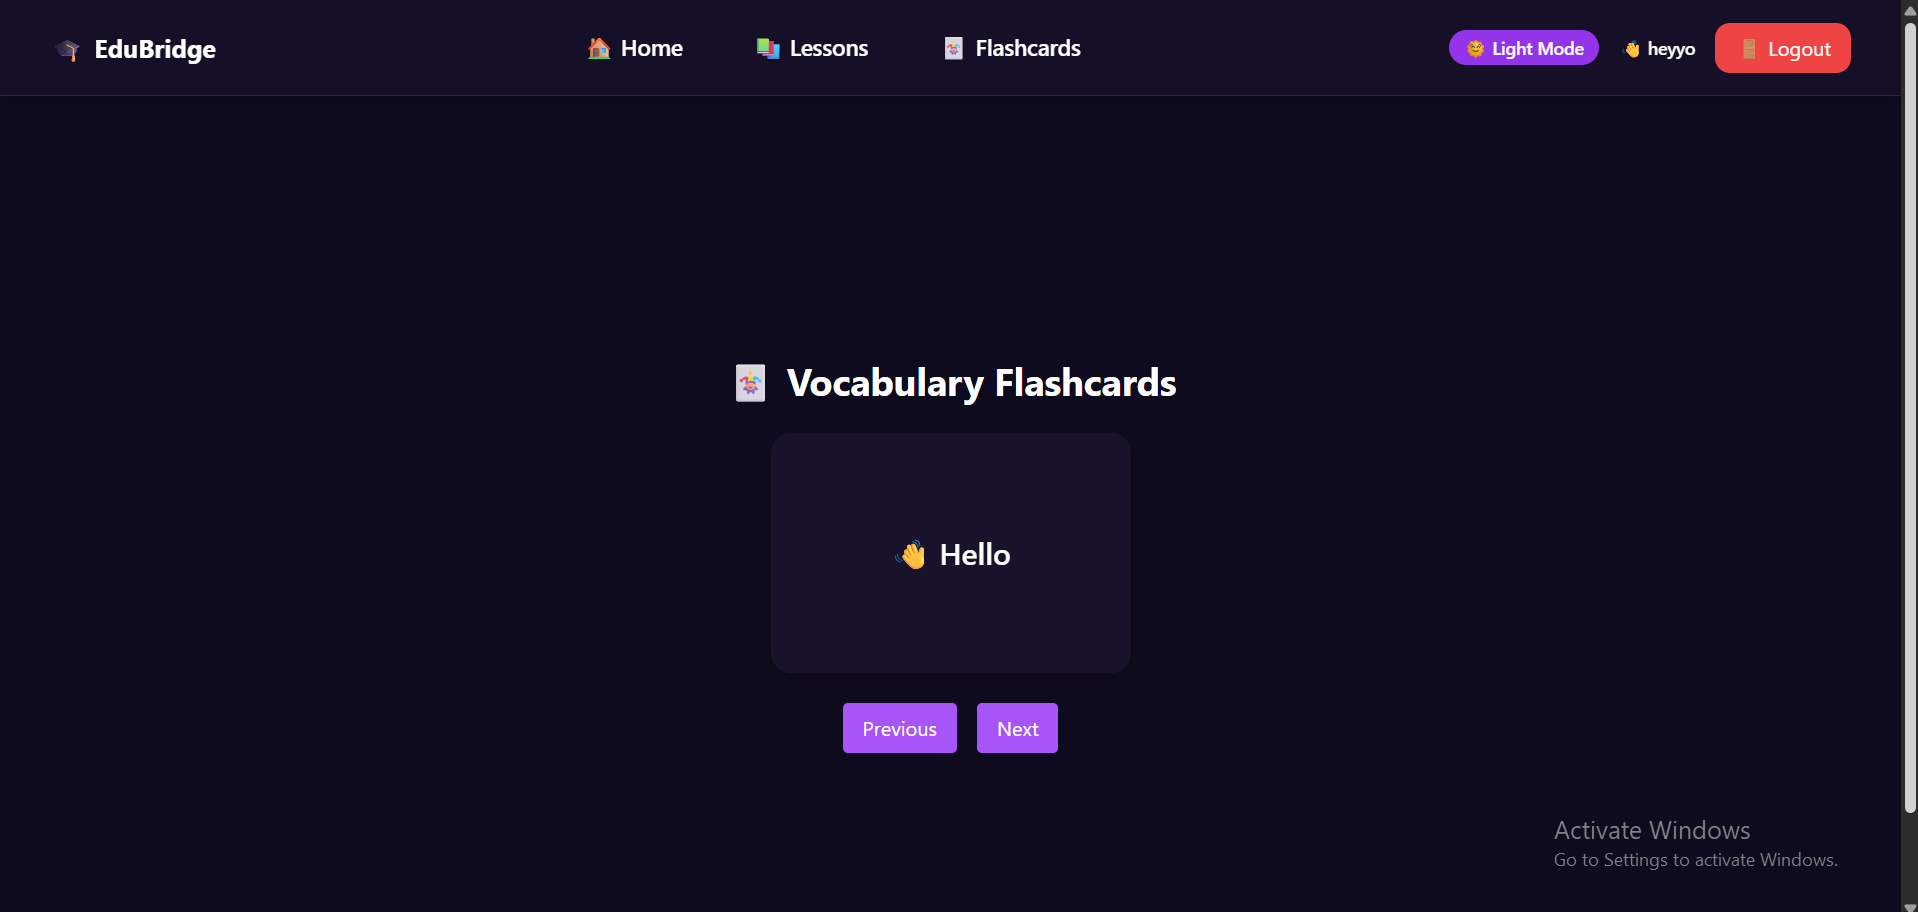 EduBridge
Home
Lessons
Flashcards
Light Mode
heyyo
Logout
Vocabulary Flashcards
Hello
Previous
Next
Activate Windows
Go to Settings to activate Windows.